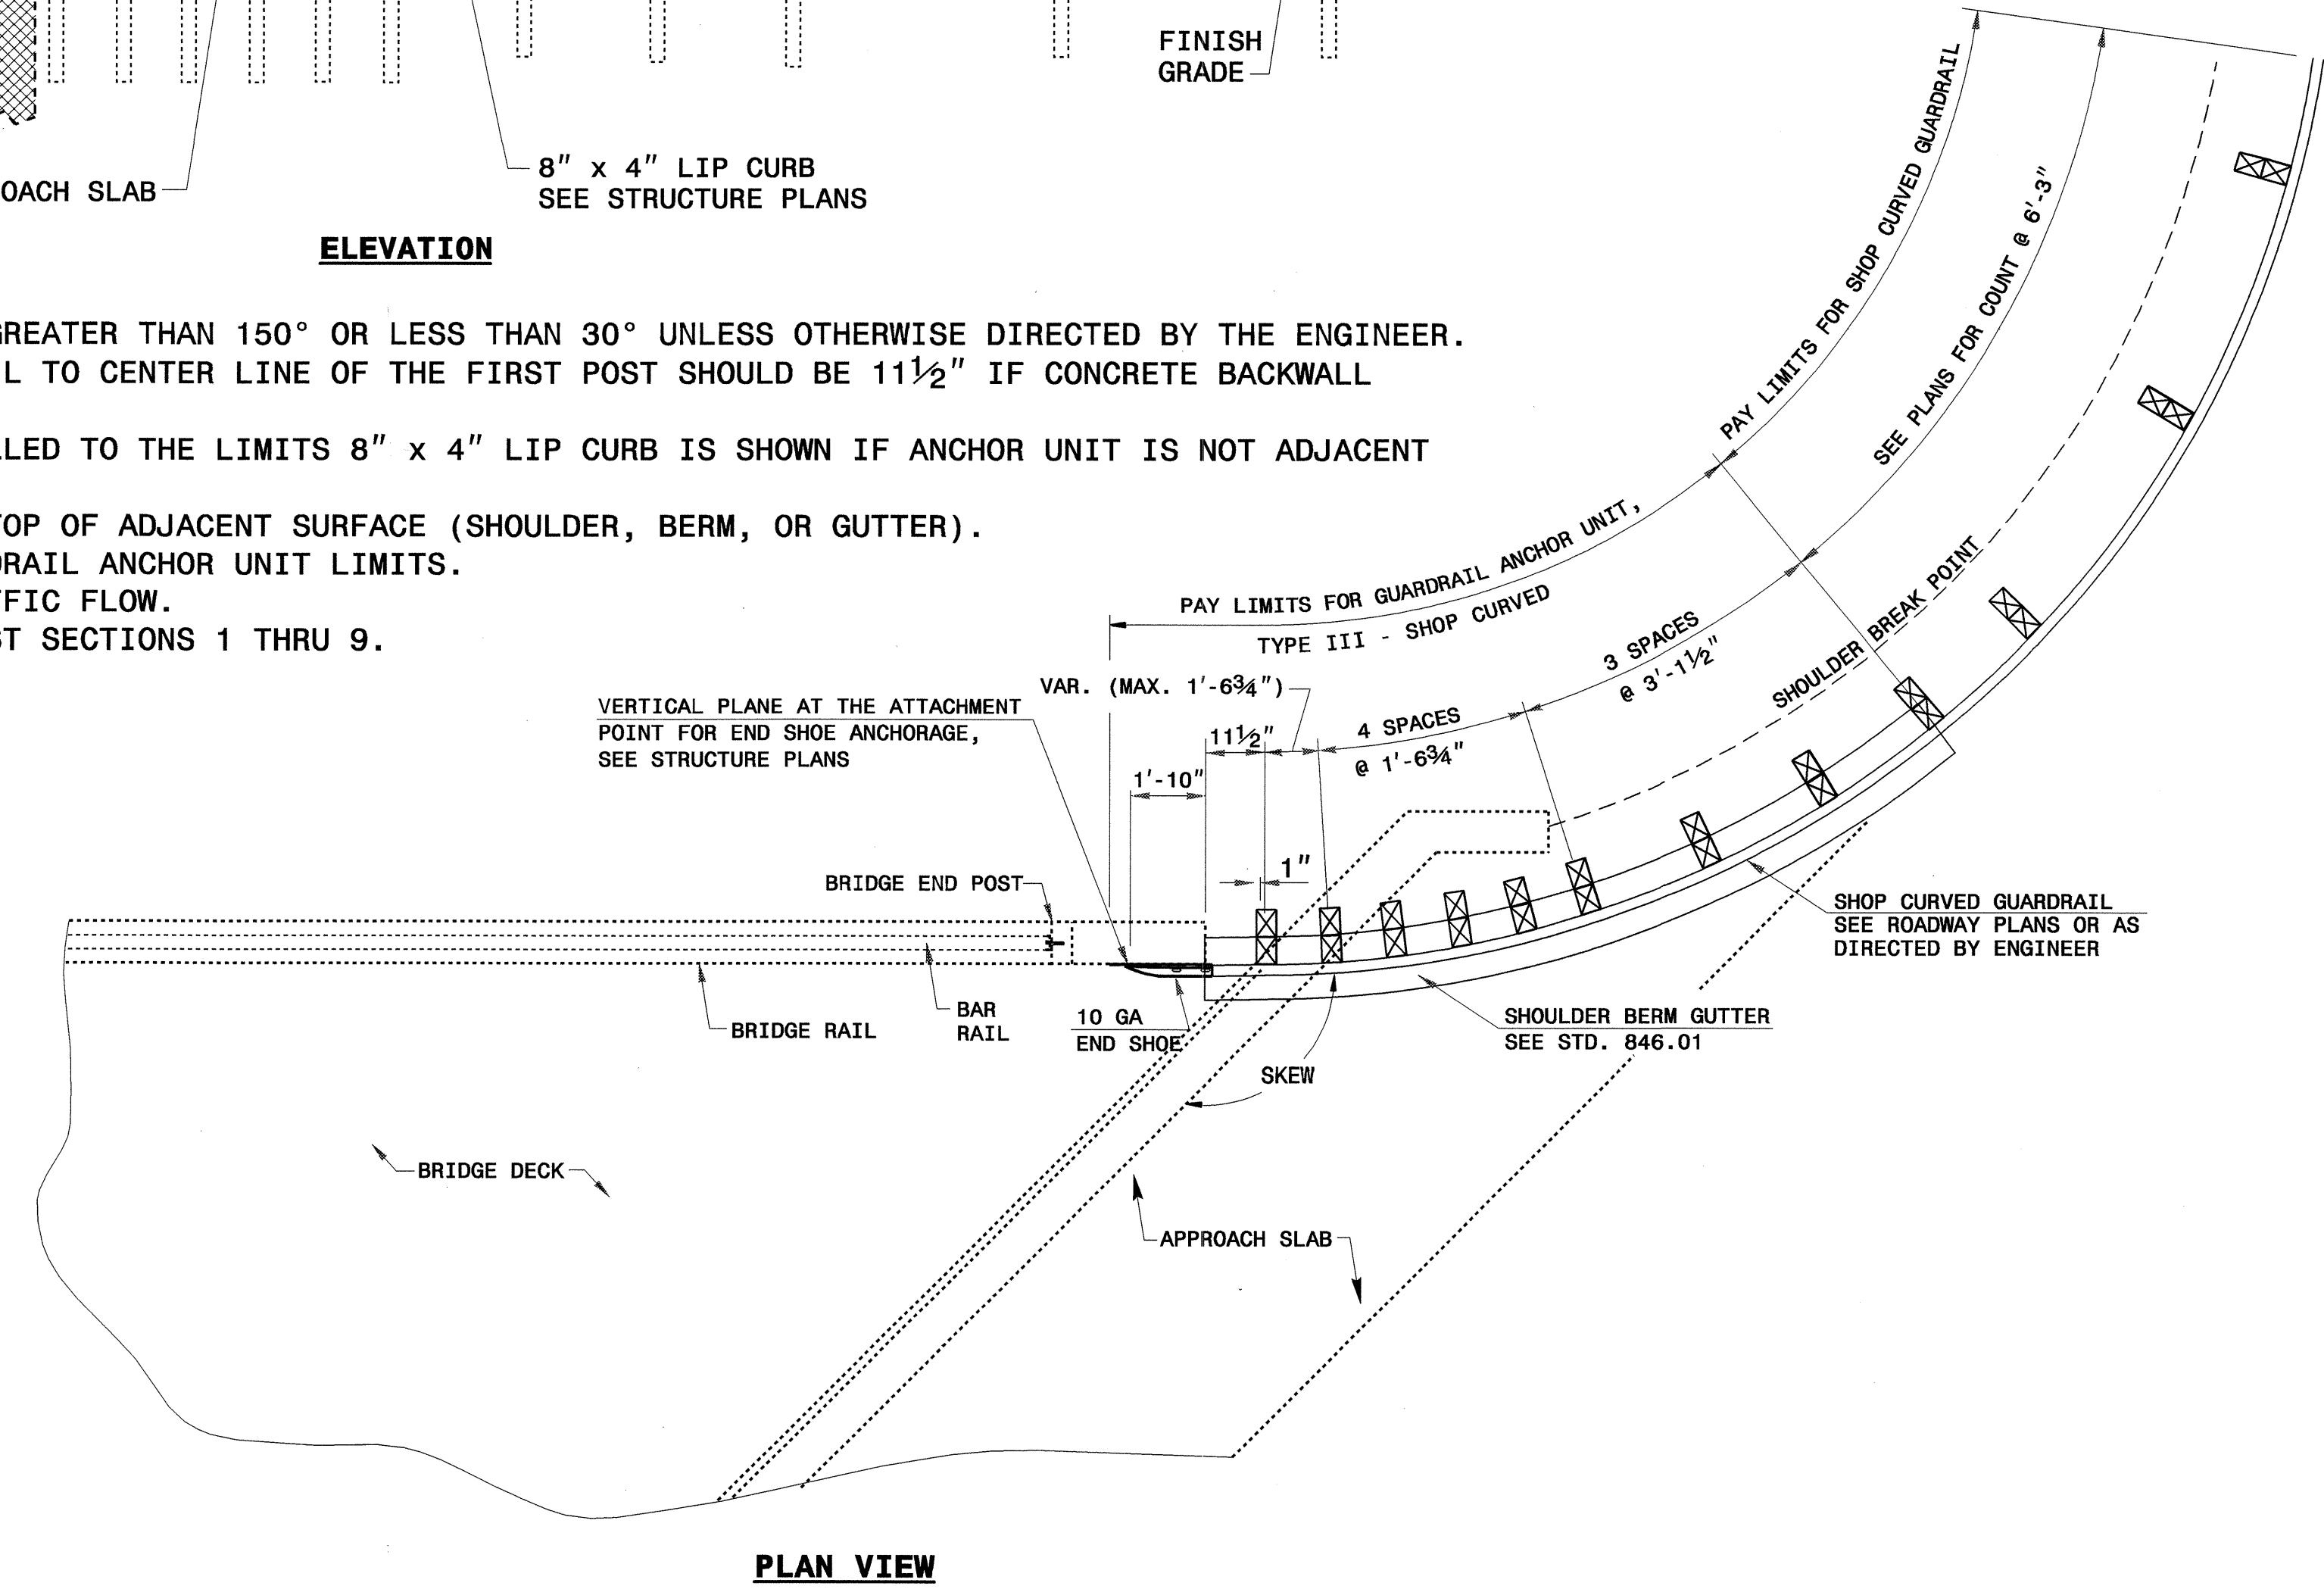 FINISH
GRADE
8" x 4" LIP CURB
SEE STRUCTURE PLANS
OACH SLAB
ELEVATION
GREATER THAN 150° OR LESS THAN 30° UNLESS OTHERWISE DIRECTED BY THE ENGINEER.
L TO CENTER LINE OF THE FIRST POST SHOULD BE 11½" IF CONCRETE BACKWALL
LLED TO THE LIMITS 8" x 4" LIP CURB IS SHOWN IF ANCHOR UNIT IS NOT ADJACENT
TOP OF ADJACENT SURFACE (SHOULDER, BERM, OR GUTTER).
DRAIL ANCHOR UNIT LIMITS.
FFIC FLOW.
ST SECTIONS 1 THRU 9.
PAY LIMITS FOR SHOP CURVED GUARDRAIL
SEE PLANS FOR COUNT @ 6'-3"
PAY LIMITS FOR GUARDRAIL ANCHOR UNIT,
TYPE III - SHOP CURVED
3 SPACES
@ 3'-1½"
SHOULDER BREAK POINT
VAR. (MAX. 1'-6¾")
VERTICAL PLANE AT THE ATTACHMENT
POINT FOR END SHOE ANCHORAGE,
SEE STRUCTURE PLANS
11½"
4 SPACES
@ 1'-6¾"
1'-10"
1"
BRIDGE END POST
SHOP CURVED GUARDRAIL
SEE ROADWAY PLANS OR AS
DIRECTED BY ENGINEER
BRIDGE RAIL
BAR
RAIL
10 GA
END SHOE
SHOULDER BERM GUTTER
SEE STD. 846.01
SKEW
BRIDGE DECK
APPROACH SLAB
PLAN VIEW